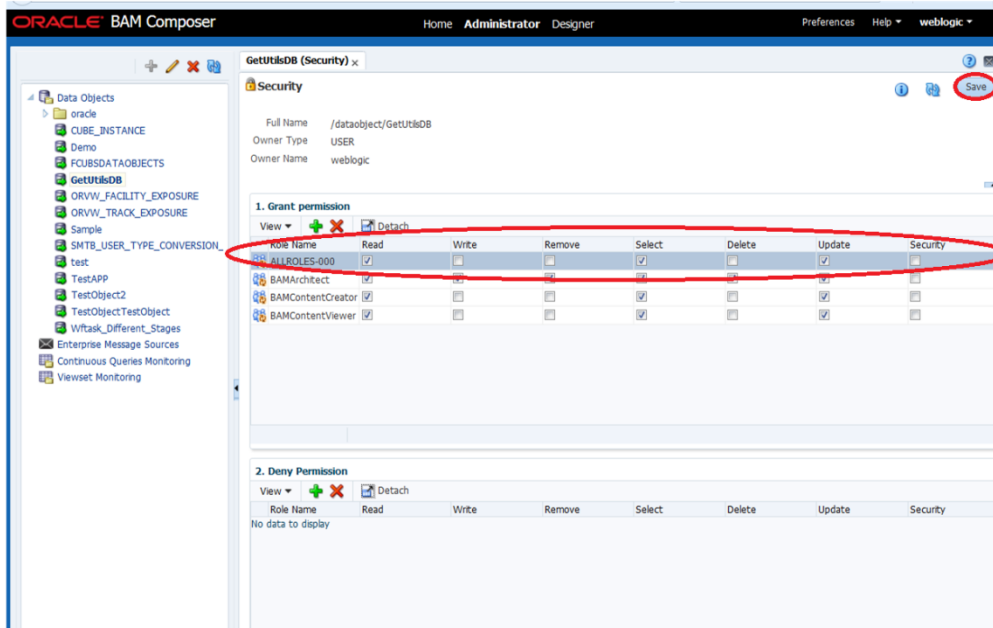 ORACLE BAM Composer Home Administrator Designer Preferences Help weblogic
GetUtilsDB (Security)
Security Save
Full Name /dataobject/GetUtilsDB
Owner Type USER
Owner Name weblogic
Data Objects
oracle
CUBE_INSTANCE
Demo
FCUBSDATAOBJECTS
GetUtilsDB
ORVW_FACILITY_EXPOSURE
ORVW_TRACK_EXPOSURE
Sample
SMTB_USER_TYPE_CONVERSION_
test
TestAPP
TestObject2
TestObjectTestObject
Wftask_Different_Stages
Enterprise Message Sources
Continuous Queries Monitoring
Viewset Monitoring
1. Grant permission
View Detach
Role Name Read Write Remove Select Delete Update Security
ALLROLES-000
BAMArchitect
BAMContentCreator
BAMContentViewer
2. Deny Permission
View Detach
Role Name Read Write Remove Select Delete Update Security
No data to display